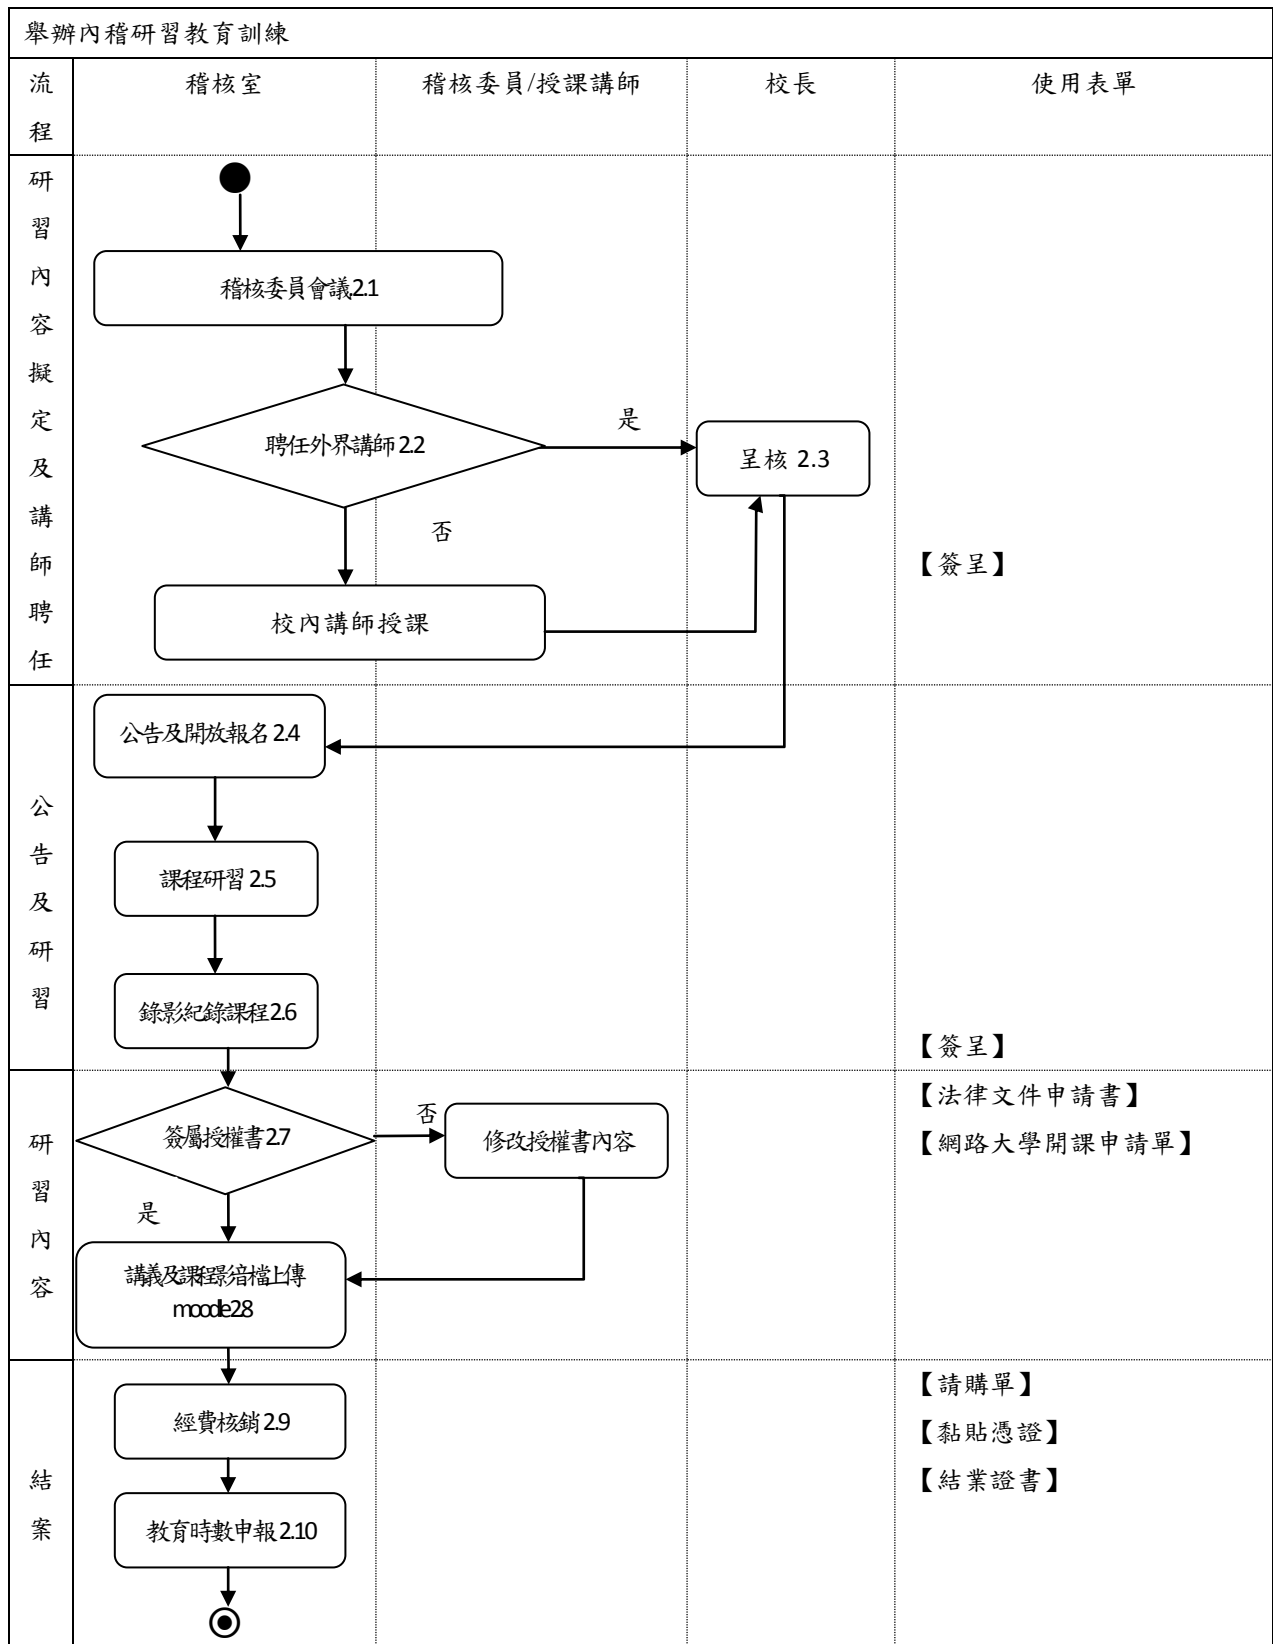 舉辦內稽研習教育訓練
流程
稽核室
稽核委員/授課講師
校長
使用表單
研習內容擬定及講師聘任
稽核委員會議2.1
聘任外界講師2.2
是
呈核 2.3
否
【簽呈】
校內講師授課
公告及研習
公告及開放報名2.4
課程研習2.5
錄影紀錄課程2.6
【簽呈】
研習內容
簽屬授權書2.7
否
修改授權書內容
【法律文件申請書】
【網路大學開課申請單】
是
講義及課程影音檔上傳
moodle2.8
結案
經費核銷2.9
【請購單】
【黏貼憑證】
【結業證書】
教育時數申報2.10